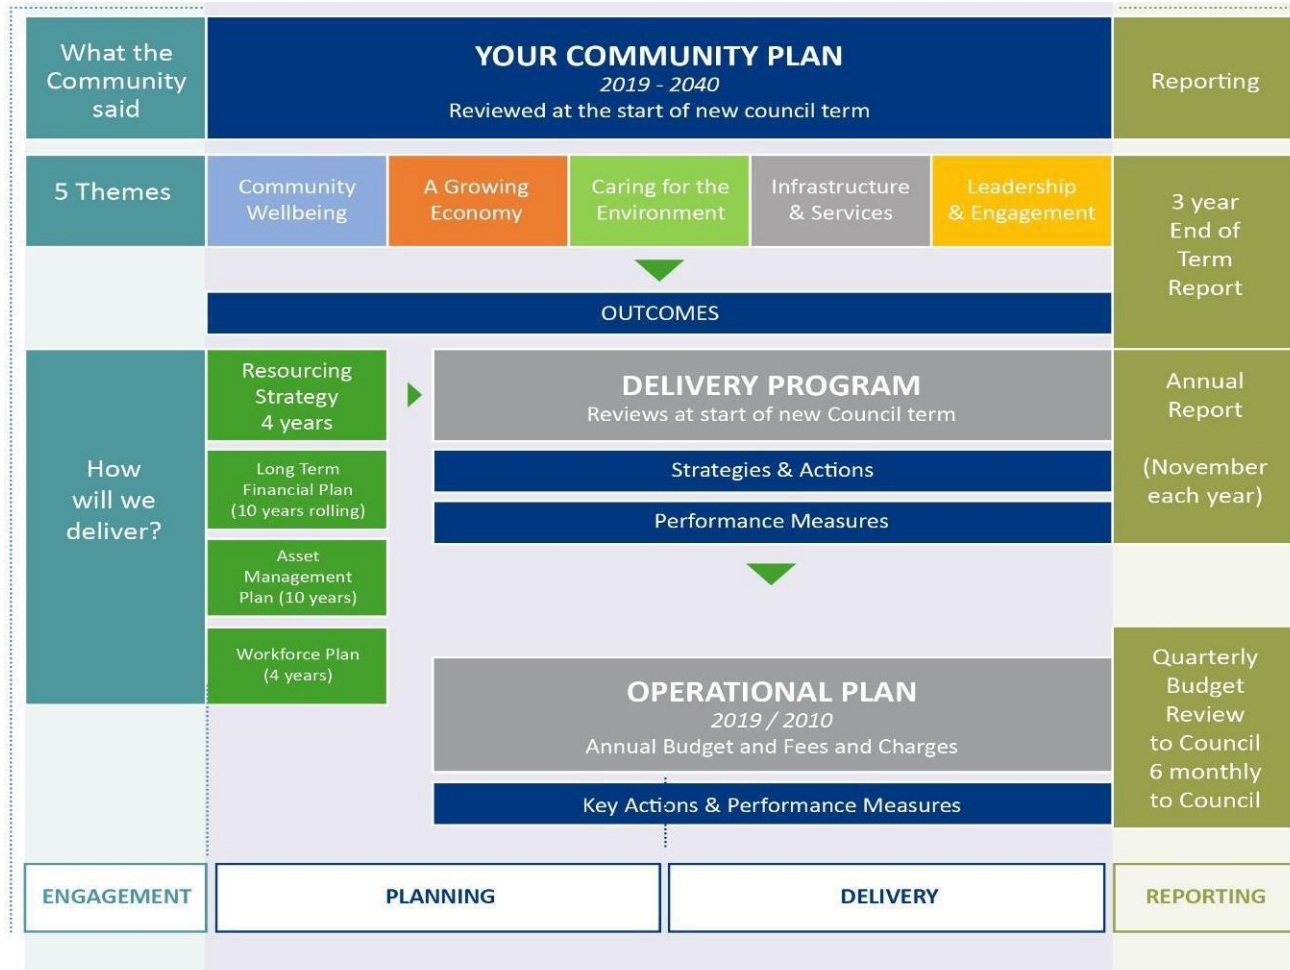 What the
Community
said
YOUR COMMUNITY PLAN
2019 - 2040
Reviewed at the start of new council term
Reporting
5 Themes
Community
Wellbeing
A Growing
Economy
Caring for the
Environment
Infrastructure
& Services
Leadership
& Engagement
3 year
End of
Term
Report
OUTCOMES
How
will we
deliver?
Resourcing
Strategy
4 years
Long Term
Financial Plan
(10 years rolling)
Asset
Management
Plan (10 years)
Workforce Plan
(4 years)
DELIVERY PROGRAM
Reviews at start of new Council term
Strategies & Actions
Performance Measures
Annual
Report
(November
each year)
OPERATIONAL PLAN
2019 / 2010
Annual Budget and Fees and Charges
Key Actions & Performance Measures
Quarterly
Budget
Review
to Council
6 monthly
to Council
ENGAGEMENT
PLANNING
DELIVERY
REPORTING